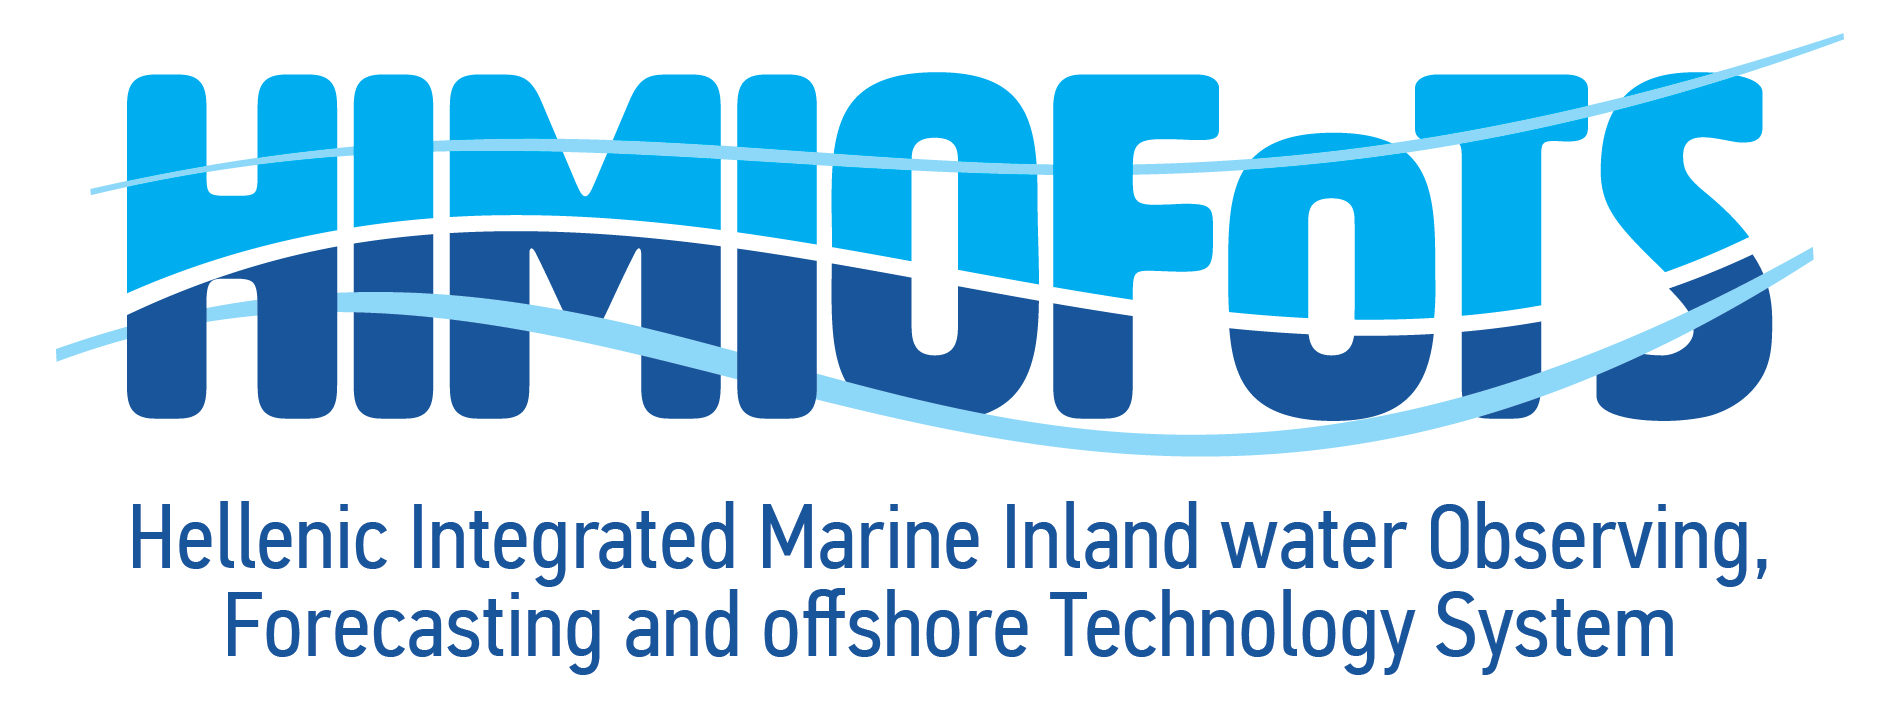 HIMIOFoTS
Hellenic Integrated Marine Inland water Observing,
Forecasting and offshore Technology System